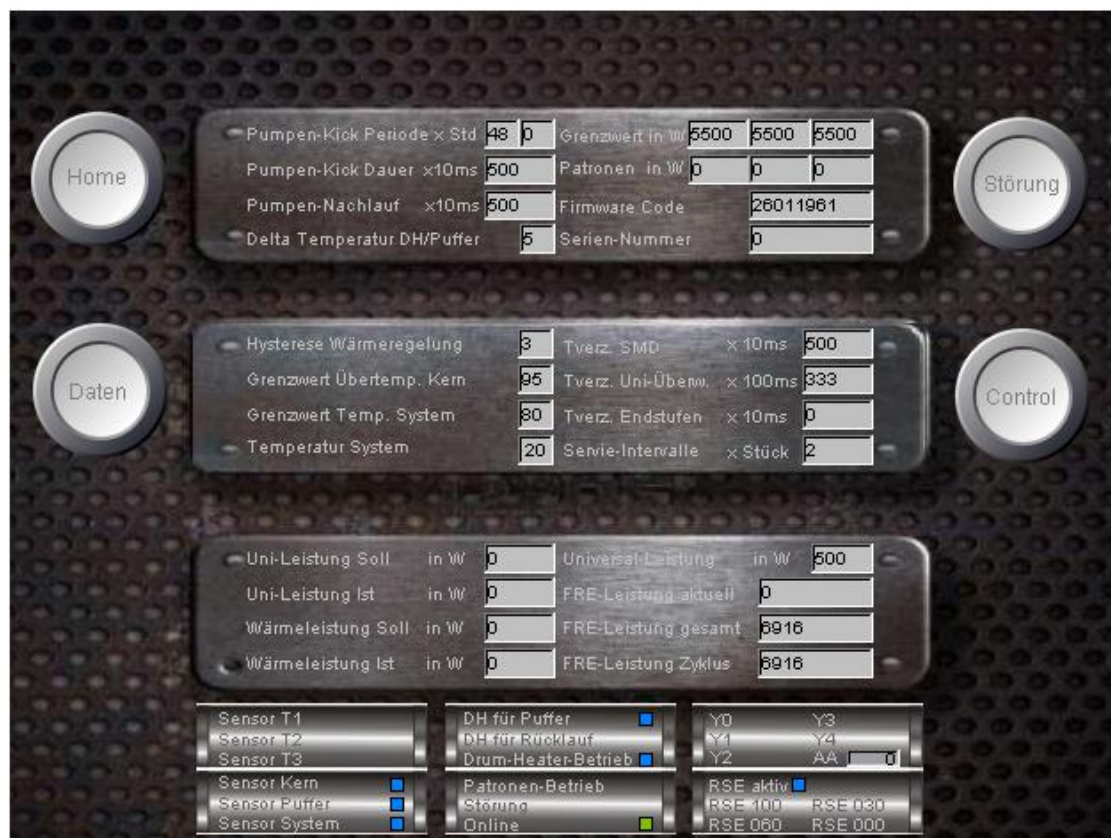 Home
Störung
Pumpen-Kick Periode x Std 48 0 Grenzwert in W 5500 5500 5500
Pumpen-Kick Dauer x10ms 500 Patronen in W 0 0 0
Pumpen-Nachlauf x10ms 500 Firmware Code 26011961
Delta Temperatur DH/Puffer 5 Serien-Nummer 0
Daten
Control
Hysterese Wärmeregelung 3 Tverz. SMD x 10ms 500
Grenzwert Übertemp. Kern 95 Tverz. Uni-Überw. x 100ms 333
Grenzwert Temp. System 80 Tverz. Endstufen x 10ms 0
Temperatur System 20 Servie-Intervalle x Stück 2
Uni-Leistung Soll in W 0 Universal-Leistung in W 500
Uni-Leistung Ist in W 0 FRE-Leistung aktuell 0
Wärmeleistung Soll in W 0 FRE-Leistung gesamt 6916
Wärmeleistung Ist in W 0 FRE-Leistung Zyklus 6916
Sensor T1 DH für Puffer Y0 Y3
Sensor T2 DH für Rücklauf Y1 Y4
Sensor T3 Drum-Heater-Betrieb Y2 AA 0
Sensor Kern Patronen-Betrieb RSE aktiv
Sensor Puffer Störung RSE 100 RSE 030
Sensor System Online RSE 060 RSE 000